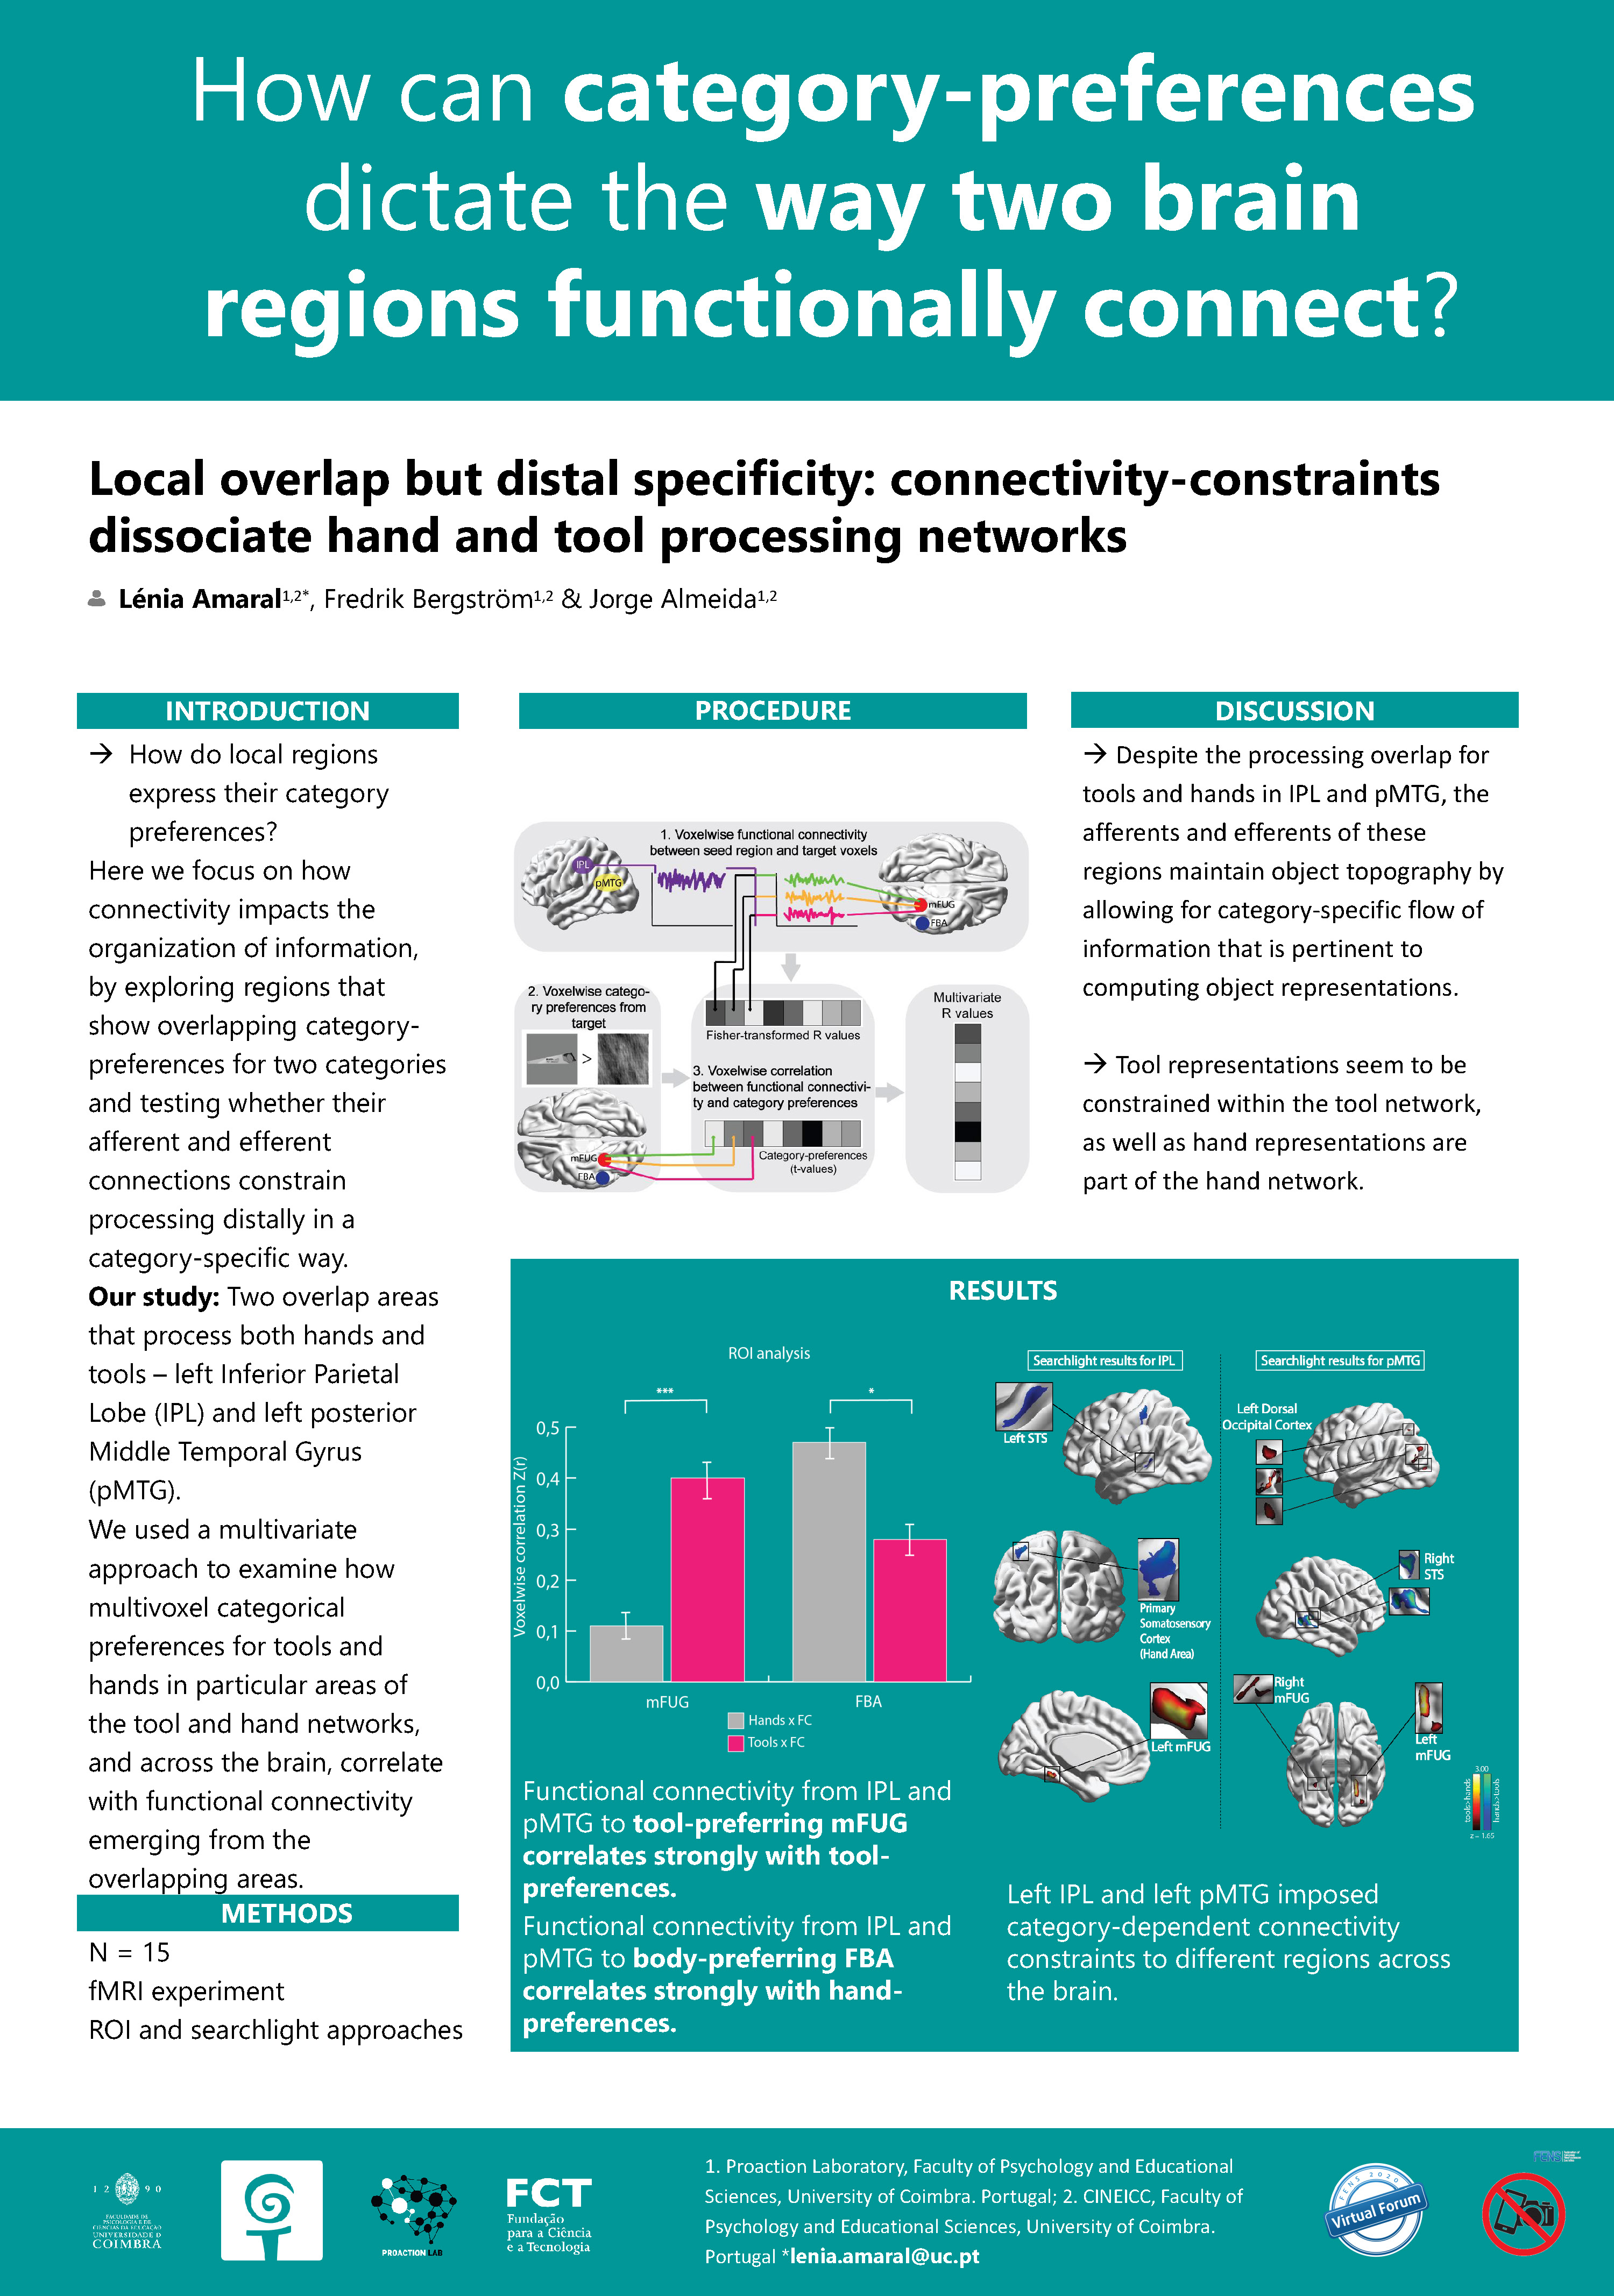 How can category-preferences
dictate the way two brain
regions functionally connect?
Local overlap but distal specificity: connectivity-constraints
dissociate hand and tool processing networks
Lénia Amaral1,2*, Fredrik Bergström1,2 & Jorge Almeida1,2
INTRODUCTION
→ How do local regions
express their category
preferences?
Here we focus on how
connectivity impacts the
organization of information,
by exploring regions that
show overlapping category-
preferences for two categories
and testing whether their
afferent and efferent
connections constrain
processing distally in a
category-specific way.
Our study: Two overlap areas
that process both hands and
tools – left Inferior Parietal
Lobe (IPL) and left posterior
Middle Temporal Gyrus
(pMTG).
We used a multivariate
approach to examine how
multivoxel categorical
preferences for tools and
hands in particular areas of
the tool and hand networks,
and across the brain, correlate
with functional connectivity
emerging from the
overlapping areas.
METHODS
N = 15
fMRI experiment
ROI and searchlight approaches
PROCEDURE
1. Voxelwise functional connectivity
between seed region and target voxels
IPL
pMTG
mFUG
FBA
2. Voxelwise catego-
ry preferences from
target
>
mFUG
FBA
Fisher-transformed R values
3. Voxelwise correlation
between functional connectivi-
ty and category preferences
Category-preferences
(t-values)
Multivariate
R values
DISCUSSION
→ Despite the processing overlap for
tools and hands in IPL and pMTG, the
afferents and efferents of these
regions maintain object topography by
allowing for category-specific flow of
information that is pertinent to
computing object representations.
→ Tool representations seem to be
constrained within the tool network,
as well as hand representations are
part of the hand network.
RESULTS
ROI analysis
***
*
Voxelwise correlation Z(r)
0,5
0,4
0,3
0,2
0,1
0,0
mFUG
FBA
Hands x FC
Tools x FC
Functional connectivity from IPL and
pMTG to tool-preferring mFUG
correlates strongly with tool-
preferences.
Functional connectivity from IPL and
pMTG to body-preferring FBA
correlates strongly with hand-
preferences.
Searchlight results for IPL
Left STS
Primary
Somatosensory
Cortex
(Hand Area)
Left mFUG
Searchlight results for pMTG
Left Dorsal
Occipital Cortex
Right
STS
Right
mFUG
Left
mFUG
3.00
tools>hands
hands>tools
z = 1.65
Left IPL and left pMTG imposed
category-dependent connectivity
constraints to different regions across
the brain.
1 2 9 0
FACULDADE DE
PSICOLOGIA E DE
CIÊNCIAS DA EDUCAÇÃO
UNIVERSIDADE D
COIMBRA
PROACTION LAB
FCT
Fundação
para a Ciência
e a Tecnologia
1. Proaction Laboratory, Faculty of Psychology and Educational
Sciences, University of Coimbra. Portugal; 2. CINEICC, Faculty of
Psychology and Educational Sciences, University of Coimbra.
Portugal *lenia.amaral@uc.pt
FENS 2020
Virtual Forum
FENS